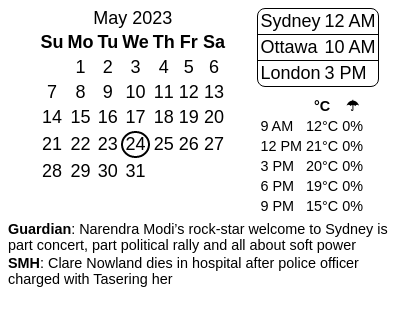 May 2023
Su Mo Tu We Th Fr Sa
1 2 3 4 5 6
7 8 9 10 11 12 13
14 15 16 17 18 19 20
21 22 23 24 25 26 27
28 29 30 31
Sydney 12 AM
Ottawa 10 AM
London 3 PM
°C ☂
9 AM 12°C 0%
12 PM 21°C 0%
3 PM 20°C 0%
6 PM 19°C 0%
9 PM 15°C 0%
Guardian: Narendra Modi’s rock-star welcome to Sydney is
part concert, part political rally and all about soft power
SMH: Clare Nowland dies in hospital after police officer
charged with Tasering her